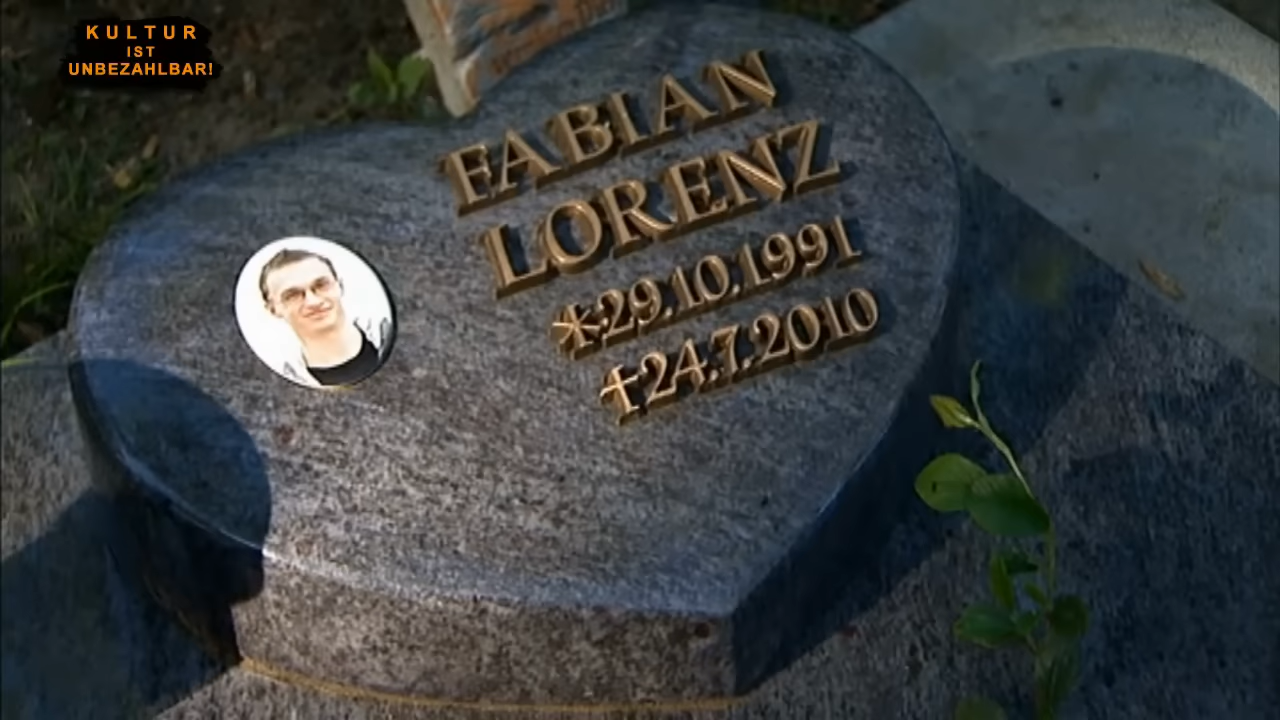 KULTUR
IST
UNBEZAHLBAR!
FABIAN
LORENZ
*29.10.1991
†24.7.2010